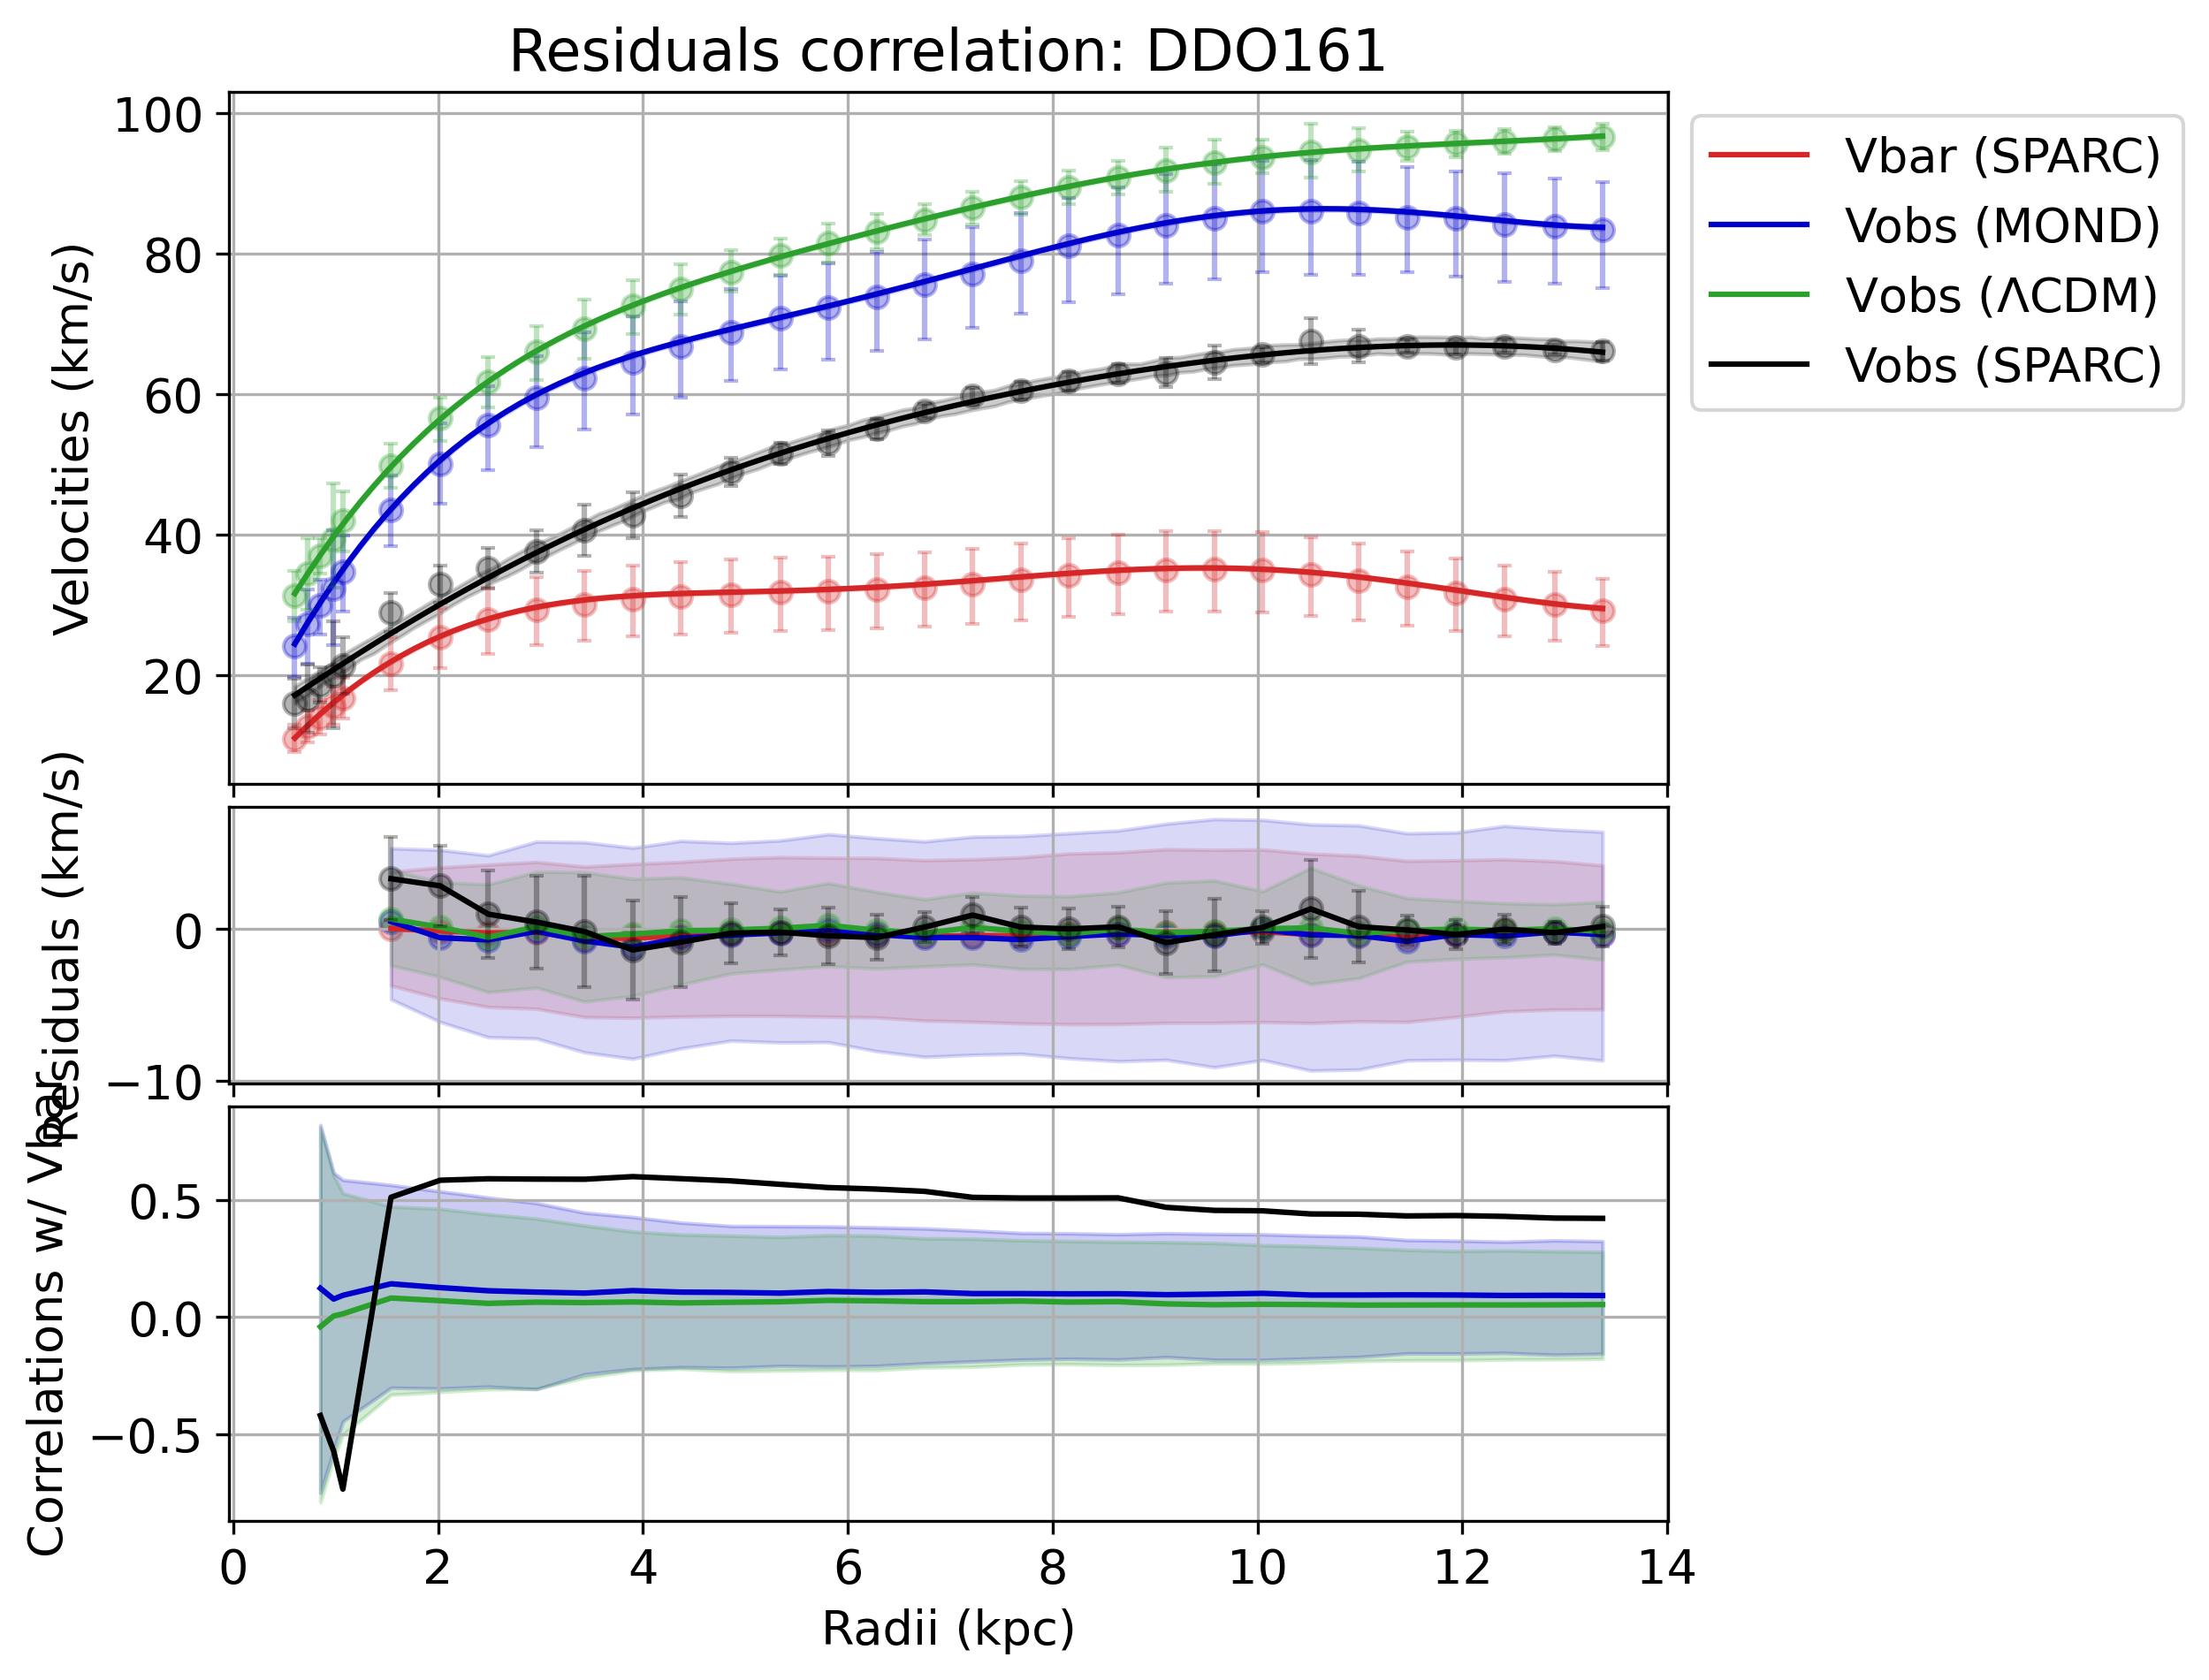 Residuals correlation: DDO161
Velocities (km/s)
100
80
60
40
20
Vbar (SPARC)
Vobs (MOND)
Vobs (ΛCDM)
Vobs (SPARC)
Residuals (km/s)
0
−10
Correlations w/ Vbar
0.5
0.0
−0.5
0 2 4 6 8 10 12 14
Radii (kpc)